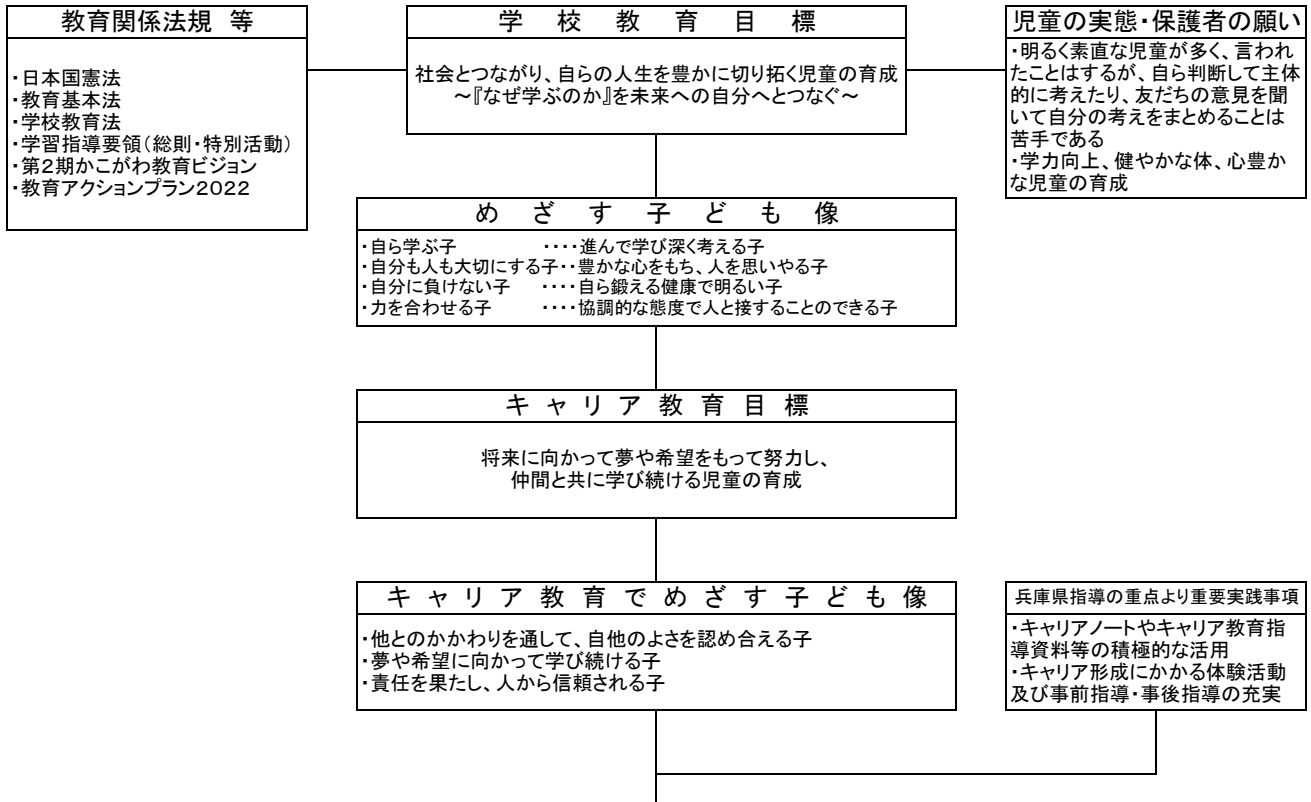 教育関係法規 等
・日本国憲法
・教育基本法
・学校教育法
・学習指導要領(総則・特別活動)
・第2期かこがわ教育ビジョン
・教育アクションプラン2022
学 校 教 育 目 標
社会とつながり、自らの人生を豊かに切り拓く児童の育成
～『なぜ学ぶのか』を未来への自分へとつなぐ～
児童の実態・保護者の願い
・明るく素直な児童が多く、言われ
たことはするが、自ら判断して主体
的に考えたり、友だちの意見を聞
いて自分の考えをまとめることは
苦手である
・学力向上、健やかな体、心豊か
な児童の育成
め ざ す 子 ど も 像
・自ら学ぶ子 ・・・・進んで学び深く考える子
・自分も人も大切にする子・・豊かな心をもち、人を思いやる子
・自分に負けない子 ・・・・自ら鍛える健康で明るい子
・力を合わせる子 ・・・・協調的な態度で人と接することのできる子
キ ャ リ ア 教 育 目 標
将来に向かって夢や希望をもって努力し、
仲間と共に学び続ける児童の育成
キ ャ リ ア 教 育 で め ざ す 子 ど も 像
・他とのかかわりを通して、自他のよさを認め合える子
・夢や希望に向かって学び続ける子
・責任を果たし、人から信頼される子
兵庫県指導の重点より重要実践事項
・キャリアノートやキャリア教育指
導資料等の積極的な活用
・キャリア形成にかかる体験活動
及び事前指導・事後指導の充実